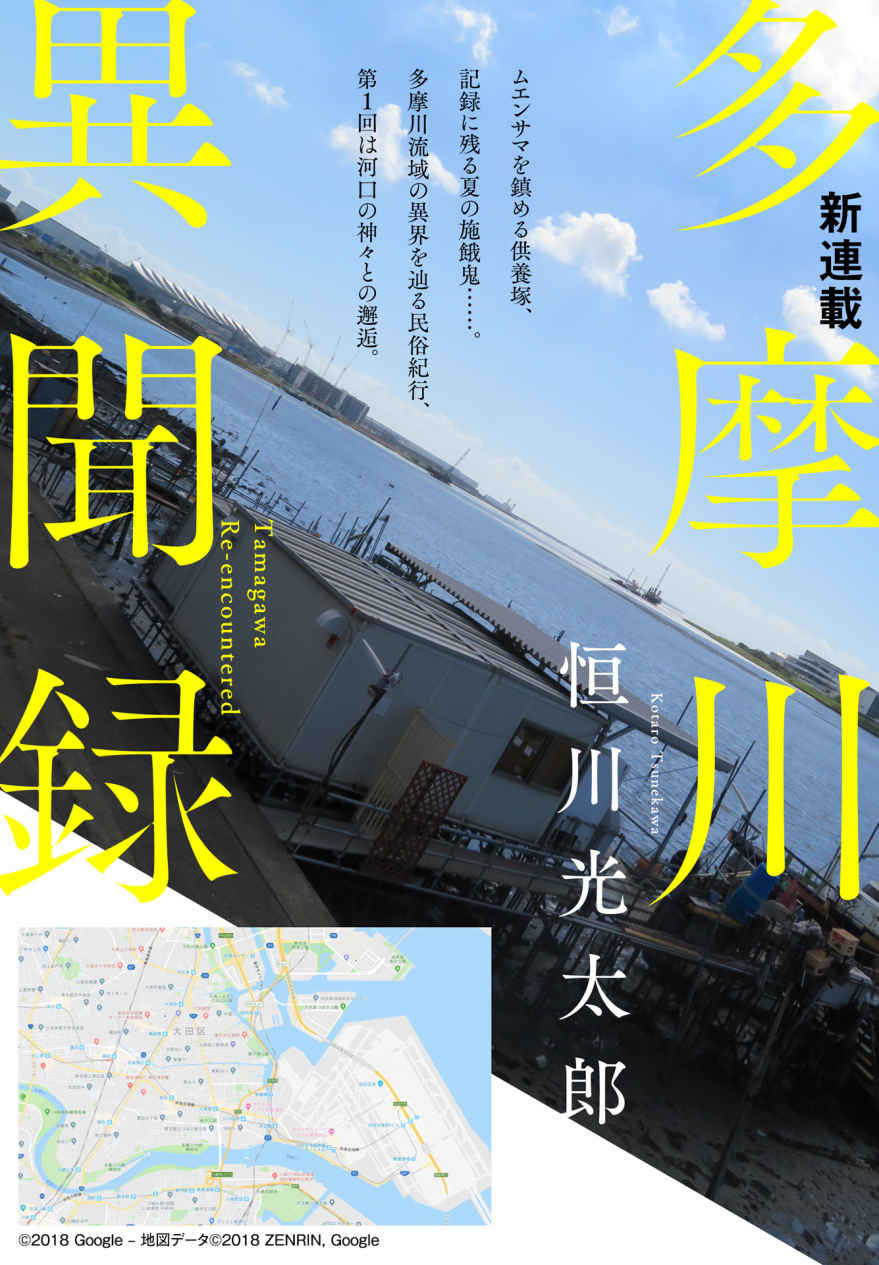 新連載
多摩川
異聞録
Tamagawa
Re-encountered
ムエンサマを鎮める供養塚、
記録に残る夏の施餓鬼……。
多摩川流域の異界を辿る民俗紀行、
第1回は河口の神々との邂逅。
恒川光太郎
Kotaro Tsunekawa
大田区
©2018 Google – 地図データ©2018 ZENRIN, Google